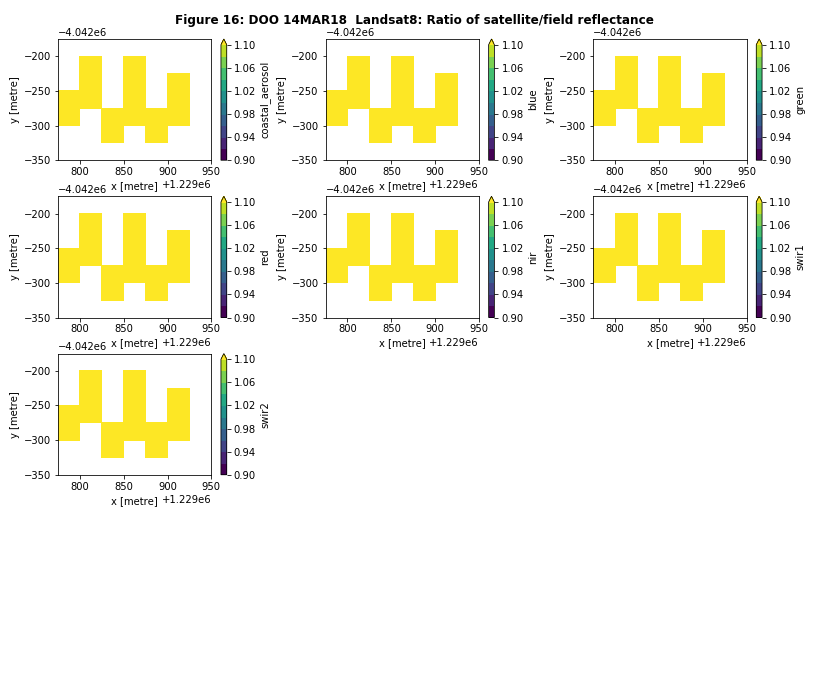 Figure 16: DOO 14MAR18  Landsat8: Ratio of satellite/field reflectance
−4.042e6 −4.042e6 −4.042e6
1.10 1.10 1.10
−200 −200 −200
1.06 1.06 1.06
−250 −250 −250
1.02 1.02 1.02
y [metre] coastal_aerosol y [metre] blue y [metre] green
0.98 0.98 0.98
−300 −300 −300
0.94 0.94 0.94
−350 0.90 −350 0.90 −350 0.90
800 850 900 950 800 850 900 950 800 850 900 950
x [metre] +1.229e6 x [metre] +1.229e6 x [metre] +1.229e6
−4.042e6 −4.042e6 −4.042e6
1.10 1.10 1.10
−200 −200 −200
1.06 1.06 1.06
−250 −250 −250
1.02 1.02 1.02
y [metre] red y [metre] nir y [metre] swir1
0.98 0.98 0.98
−300 −300 −300
0.94 0.94 0.94
−350 0.90 −350 0.90 −350 0.90
800 850 900 950 800 850 900 950 800 850 900 950
x [metre] +1.229e6 x [metre] +1.229e6 x [metre] +1.229e6
−4.042e6
1.10
−200
1.06
−250
1.02
y [metre] swir2
0.98
−300
0.94
−350 0.90
800 850 900 950
x [metre] +1.229e6